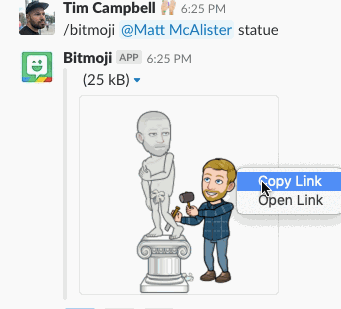 Tim Campbell 6:25 PM
/bitmoji @Matt McAlister statue
Bitmoji APP 6:25 PM
(25 kB)
Copy Link
Open Link